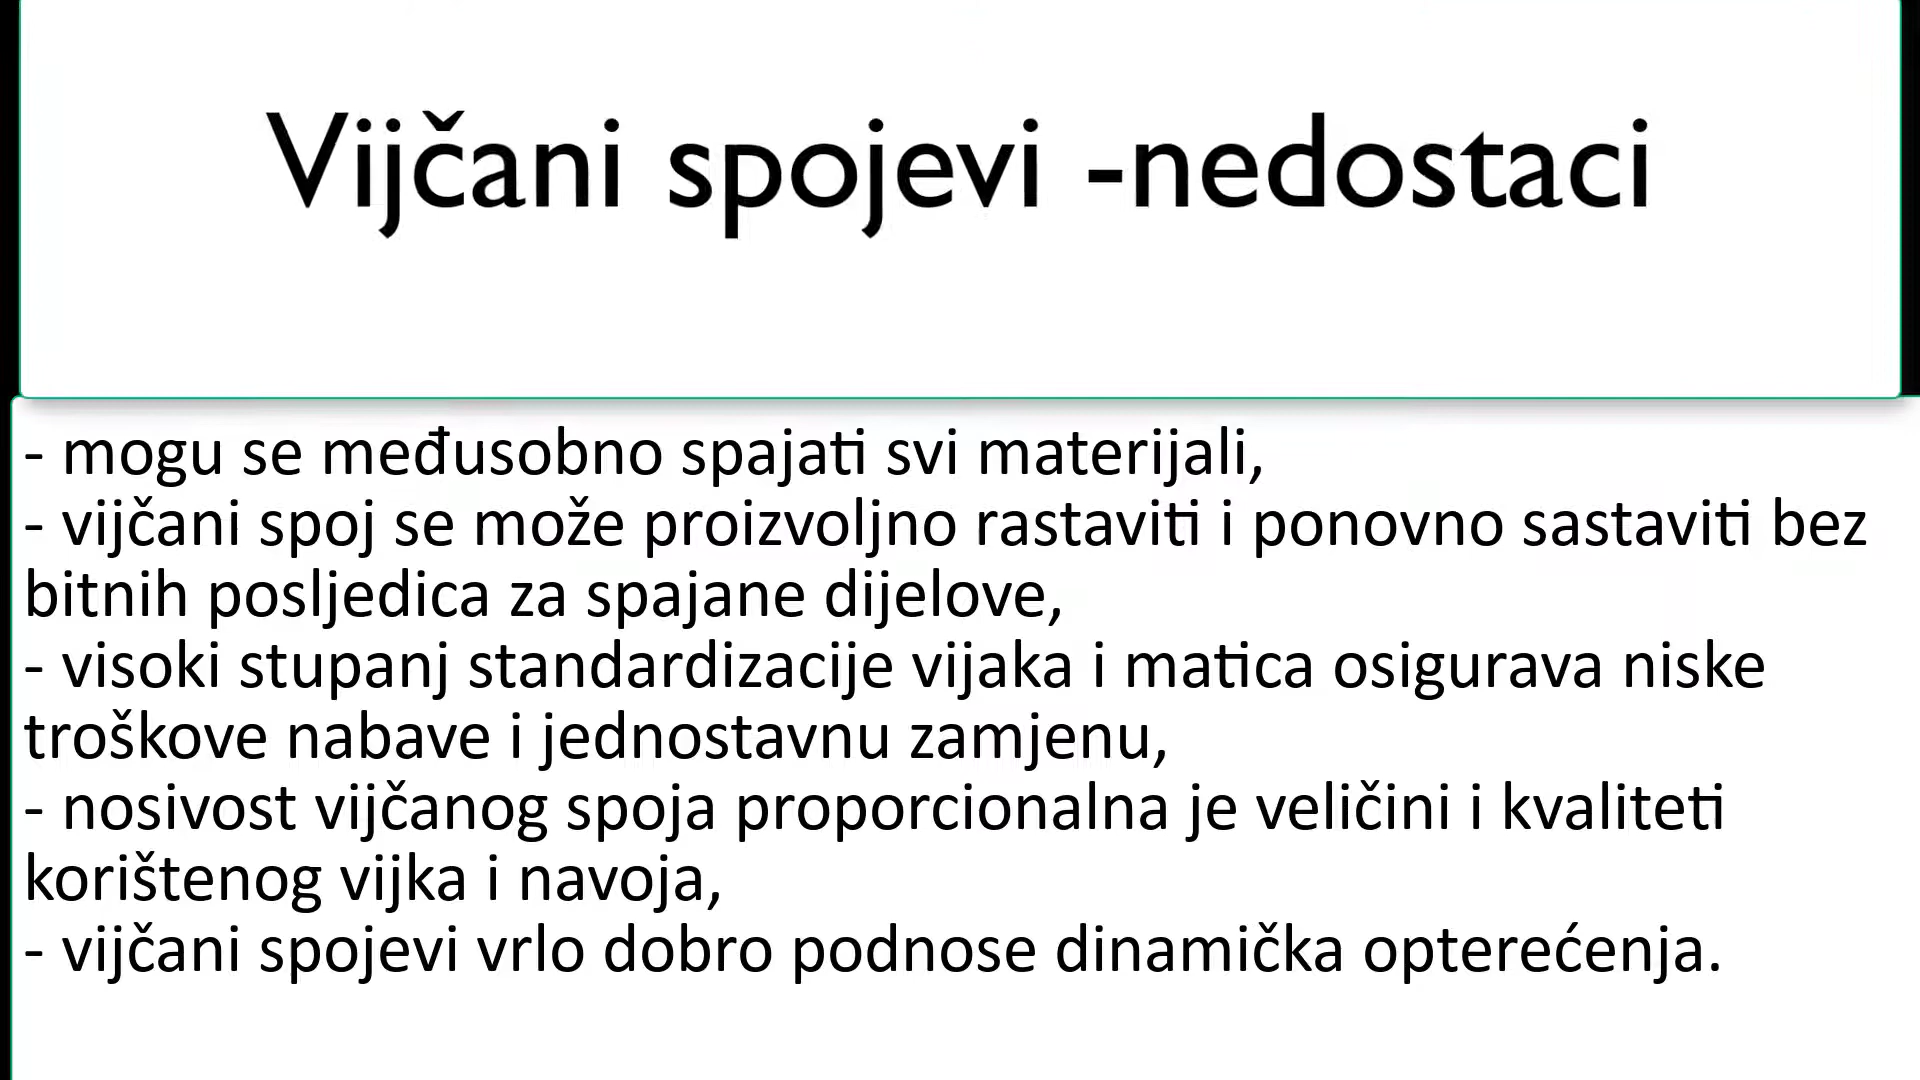 Vijčani spojevi -nedostaci
- mogu se međusobno spajati svi materijali,
- vijčani spoj se može proizvoljno rastaviti i ponovno sastaviti bez
bitnih posljedica za spajane dijelove,
- visoki stupanj standardizacije vijaka i matica osigurava niske
troškove nabave i jednostavnu zamjenu,
- nosivost vijčanog spoja proporcionalna je veličini i kvaliteti
korištenog vijka i navoja,
- vijčani spojevi vrlo dobro podnose dinamička opterećenja.